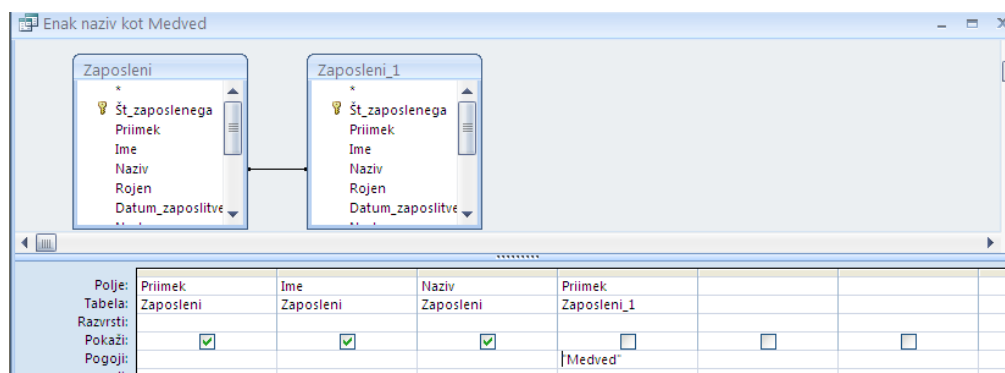 Enak naziv kot Medved
Zaposleni
*
Št_zaposlenega
Priimek
Ime
Naziv
Rojen
Datum_zaposlitve
Zaposleni_1
*
Št_zaposlenega
Priimek
Ime
Naziv
Rojen
Datum_zaposlitve
Polje: Priimek Ime Naziv Priimek
Tabela: Zaposleni Zaposleni Zaposleni Zaposleni_1
Razvrsti:
Pokaži:
Pogoji: "Medved"